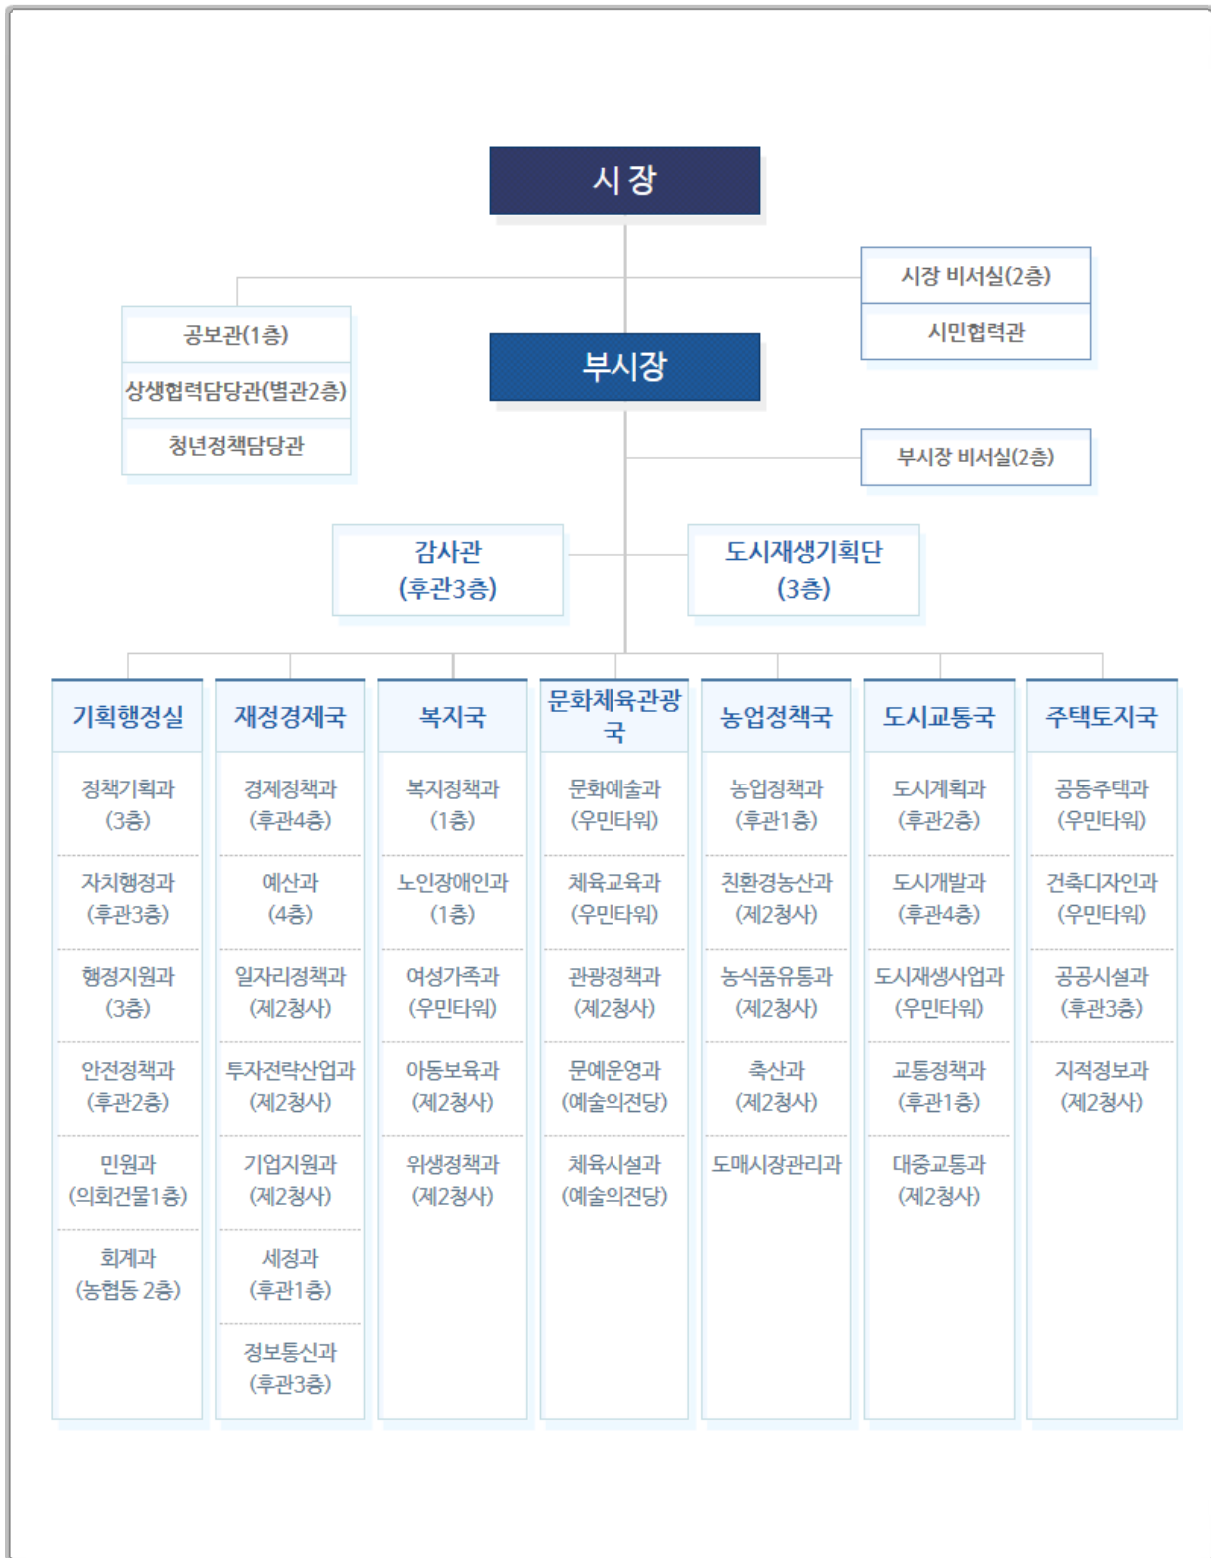 시 장
시장 비서실(2층)
시민협력관
공보관(1층)
상생협력담당관(별관2층)
청년정책담당관
부시장
부시장 비서실(2층)
감사관
(후관3층)
도시재생기획단
(3층)
기획행정실
정책기획과
(3층)
자치행정과
(후관3층)
행정지원과
(3층)
안전정책과
(후관2층)
민원과
(의회건물1층)
회계과
(농협동 2층)
재정경제국
경제정책과
(후관4층)
예산과
(4층)
일자리정책과
(제2청사)
투자전략산업과
(제2청사)
기업지원과
(제2청사)
세정과
(후관1층)
정보통신과
(후관3층)
복지국
복지정책과
(1층)
노인장애인과
(1층)
여성가족과
(우민타워)
아동보육과
(제2청사)
위생정책과
(제2청사)
문화체육관광
국
문화예술과
(우민타워)
체육교육과
(우민타워)
관광정책과
(제2청사)
문예운영과
(예술의전당)
체육시설과
(예술의전당)
농업정책국
농업정책과
(후관1층)
친환경농산과
(제2청사)
농식품유통과
(제2청사)
축산과
(제2청사)
도매시장관리과
도시교통국
도시계획과
(후관2층)
도시개발과
(후관4층)
도시재생사업과
(우민타워)
교통정책과
(후관1층)
대중교통과
(제2청사)
주택토지국
공동주택과
(우민타워)
건축디자인과
(우민타워)
공공시설과
(후관3층)
지적정보과
(제2청사)